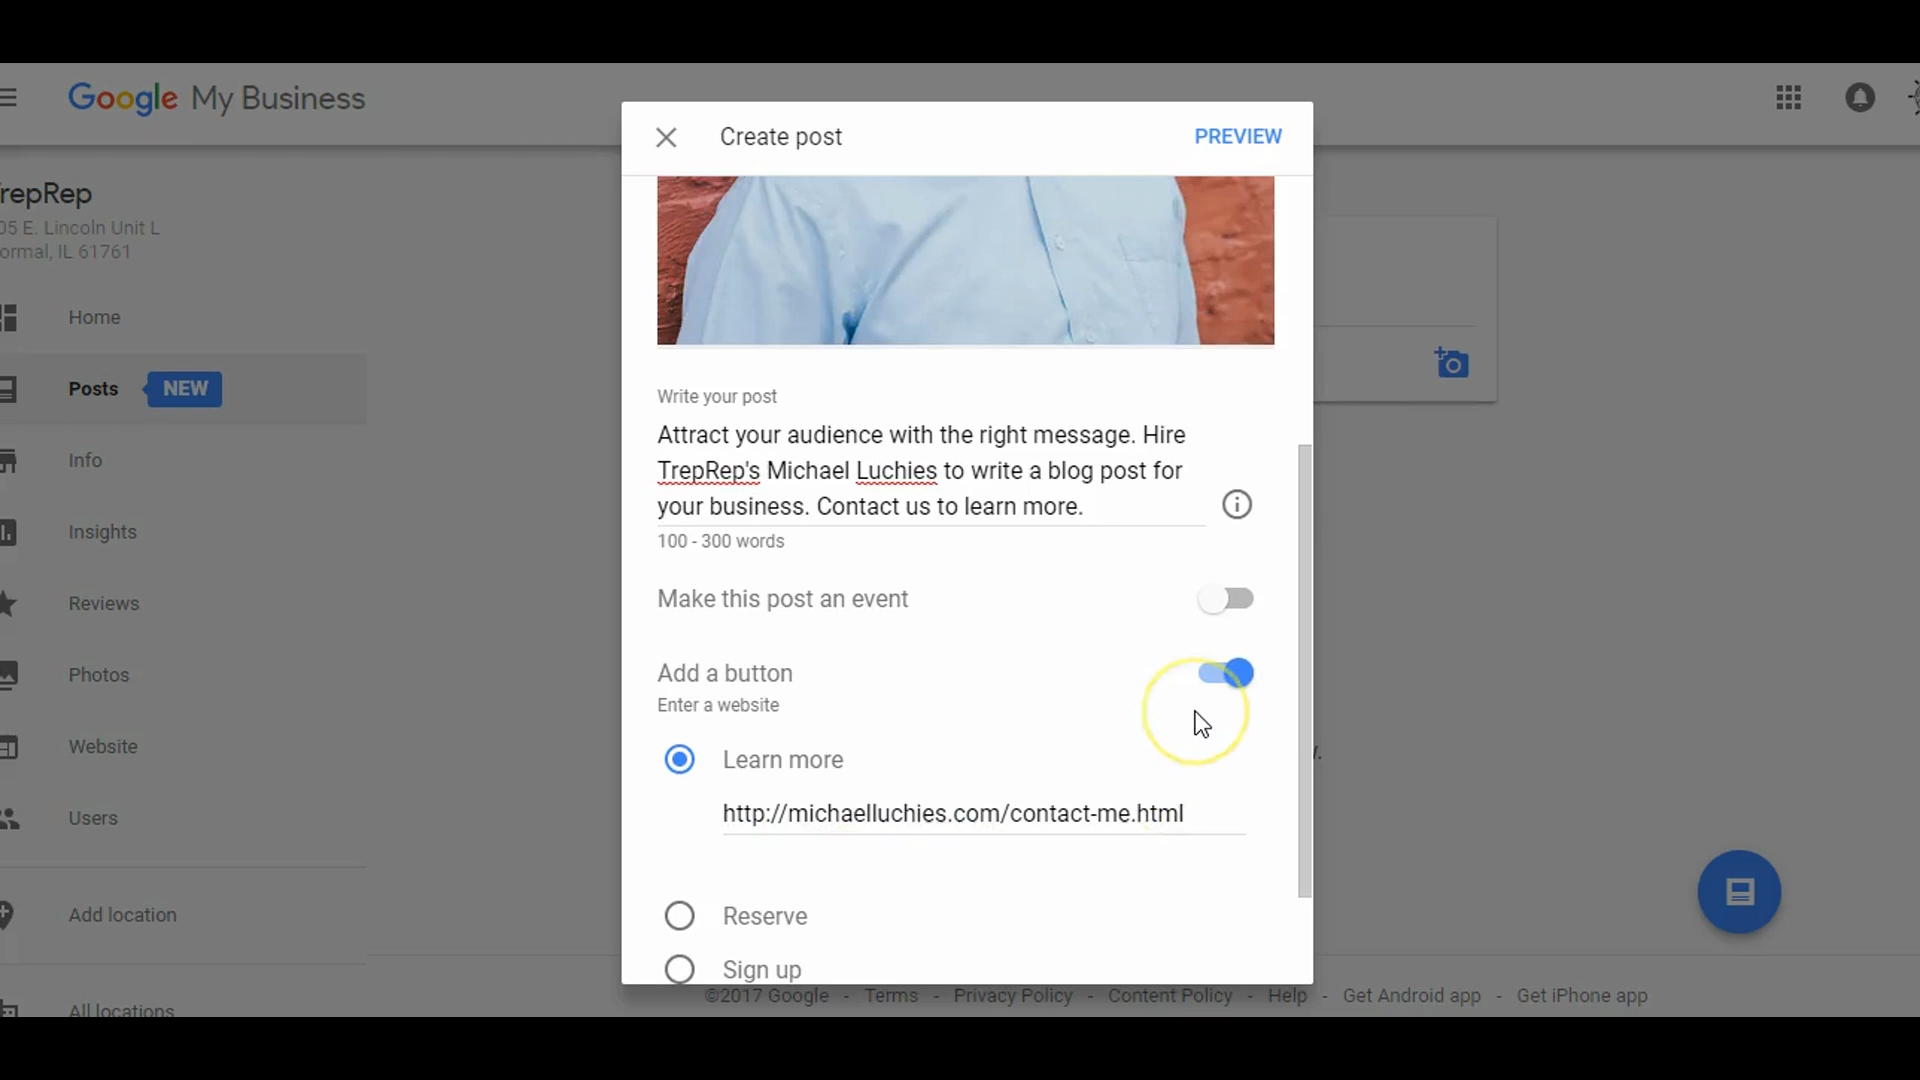 Google My Business
Create post
PREVIEW
repRep
05 E. Lincoln Unit L
ormal, IL 61761
Home
Posts
NEW
Info
Insights
Reviews
Photos
Website
Users
Add location
All locations
Write your post
Attract your audience with the right message. Hire
TrepRep's Michael Luchies to write a blog post for
your business. Contact us to learn more.
100 - 300 words
Make this post an event
Add a button
Enter a website
Learn more
http://michaelluchies.com/contact-me.html
Reserve
Sign up
©2017 Google - Terms - Privacy Policy - Content Policy - Help - Get Android app - Get iPhone app